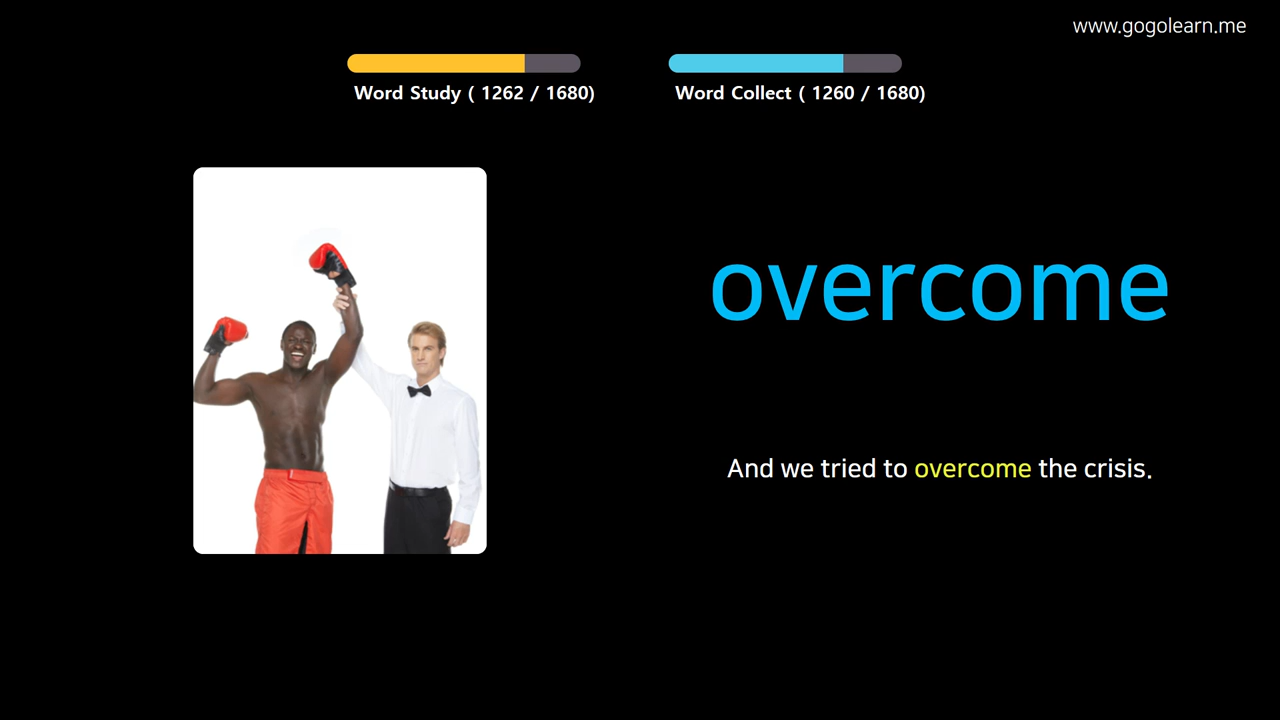 www.gogolearn.me
Word Study ( 1262 / 1680)
Word Collect ( 1260 / 1680)
overcome
And we tried to overcome the crisis.